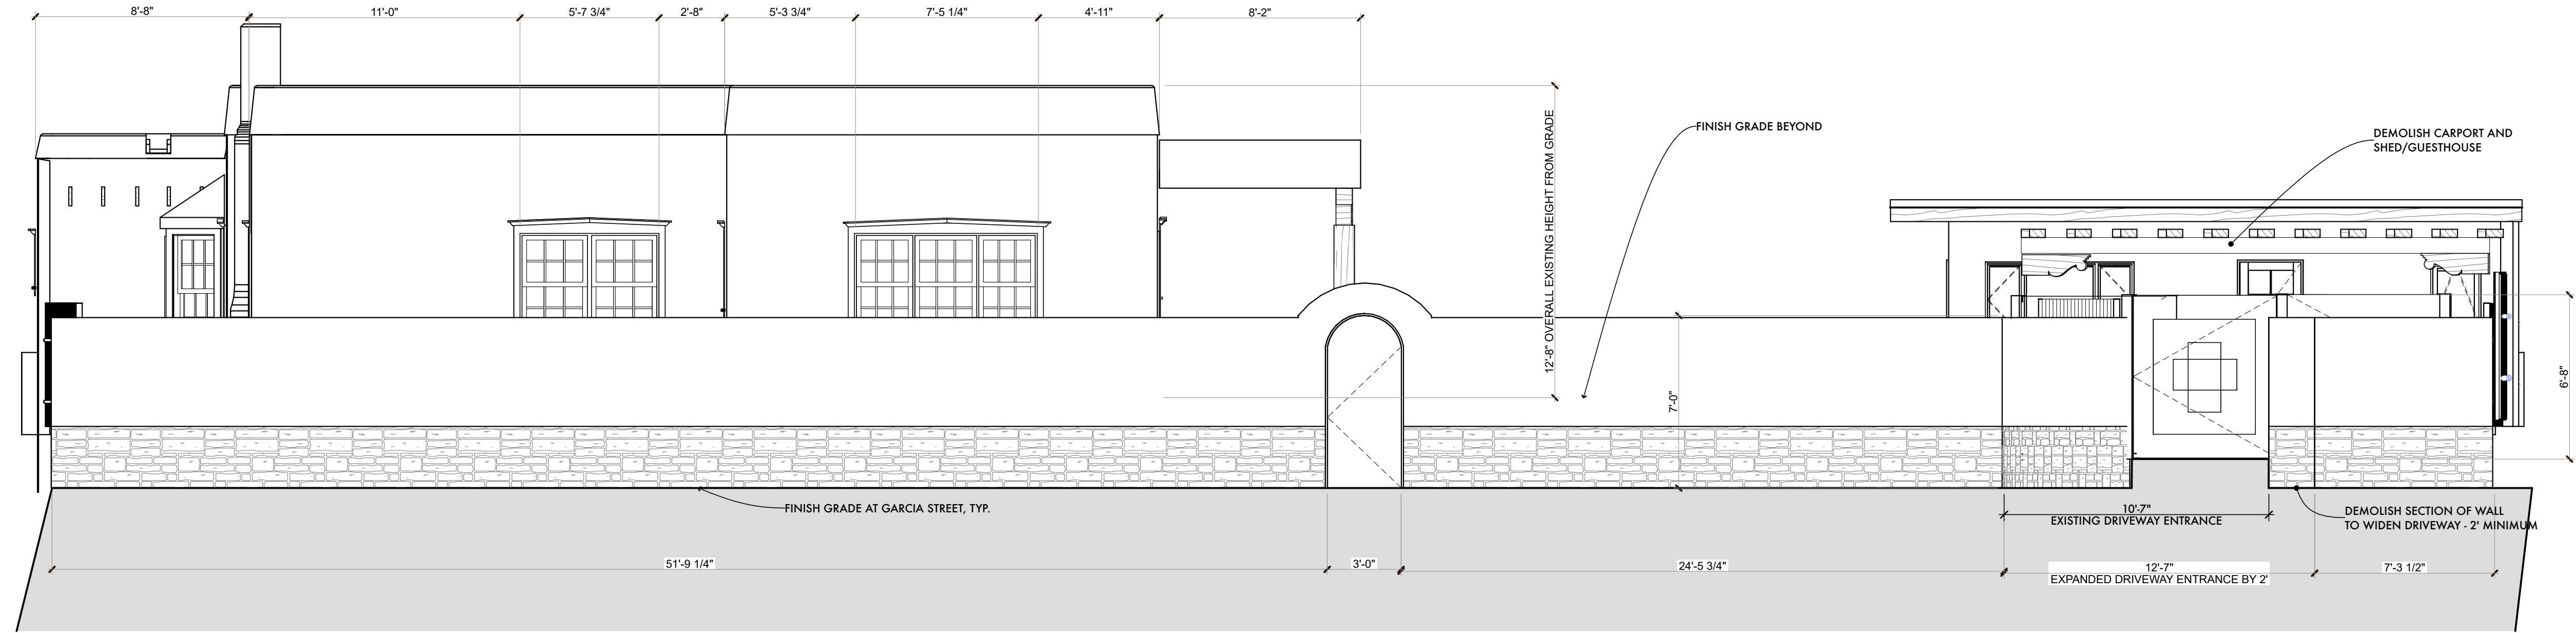 8'-8"
11'-0"
5'-7 3/4"
2'-8"
5'-3 3/4"
7'-5 1/4"
4'-11"
8'-2"
12'-8" OVERALL EXISTING HEIGHT FROM GRADE
FINISH GRADE BEYOND
DEMOLISH CARPORT AND
SHED/GUESTHOUSE
7'-0"
6'-8"
FINISH GRADE AT GARCIA STREET, TYP.
10'-7"
EXISTING DRIVEWAY ENTRANCE
DEMOLISH SECTION OF WALL
TO WIDEN DRIVEWAY - 2' MINIMUM
51'-9 1/4"
3'-0"
24'-5 3/4"
12'-7"
EXPANDED DRIVEWAY ENTRANCE BY 2'
7'-3 1/2"